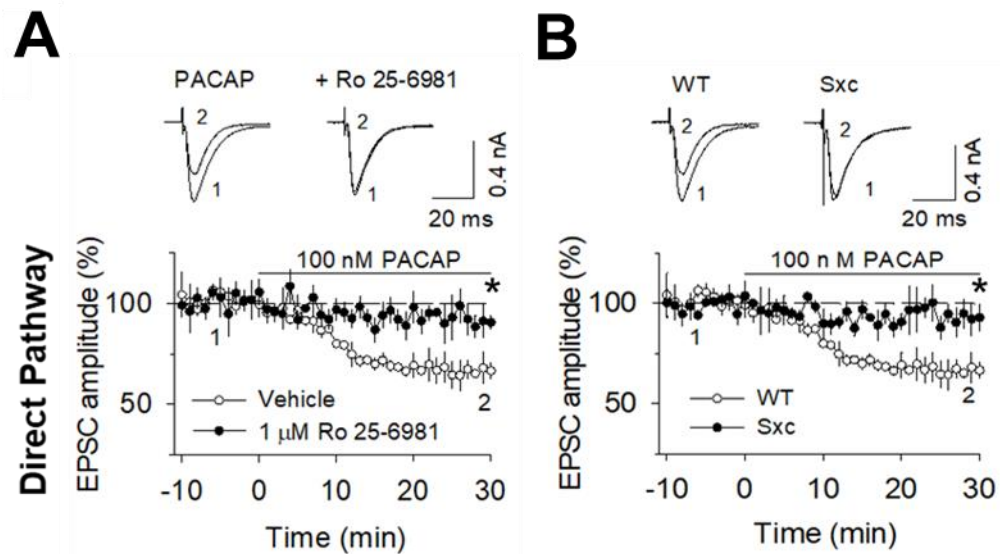 A
B
PACAP
+ Ro 25-6981
2
1
2
1
0.4 nA
20 ms
WT
Sxc
2
1
2
1
0.4 nA
20 ms
Direct Pathway
EPSC amplitude (%)
100
50
100 nM PACAP
*
1
2
Vehicle
1 μM Ro 25-6981
-10 0 10 20 30
Time (min)
EPSC amplitude (%)
100
50
100 n M PACAP
*
1
2
WT
Sxc
-10 0 10 20 30
Time (min)